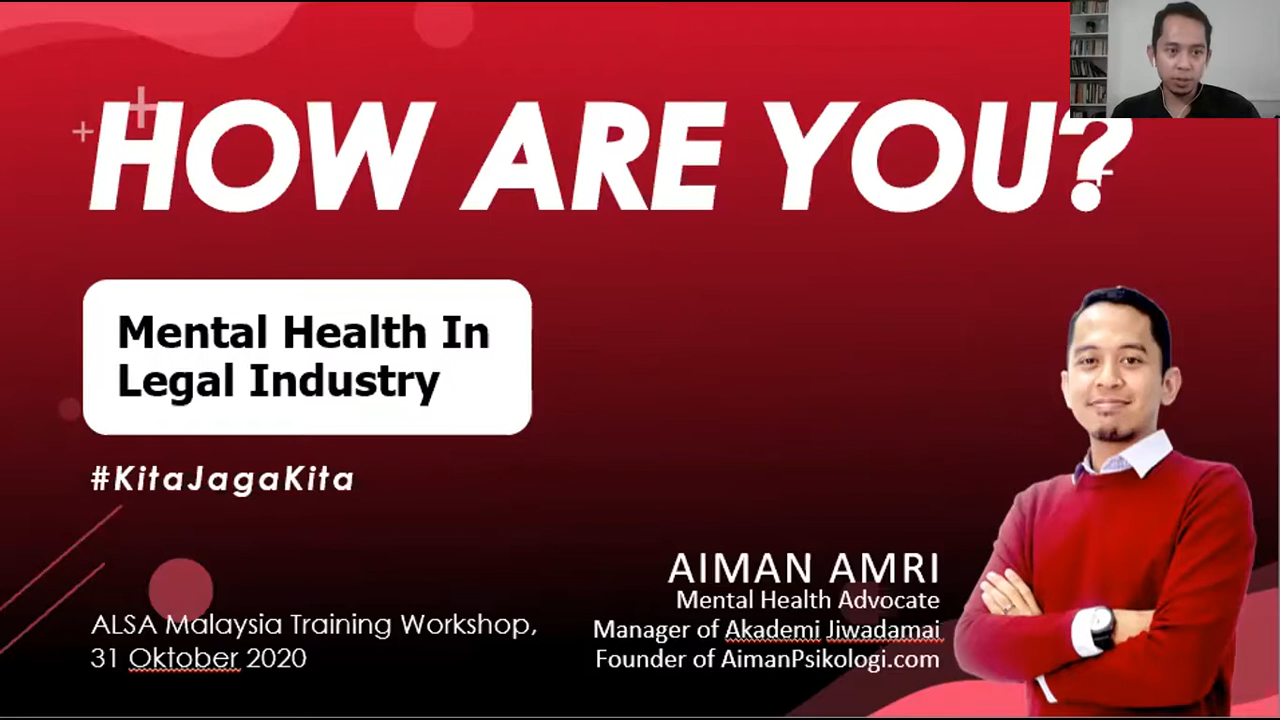 HOW ARE YOU?
Mental Health In
Legal Industry
#KitaJagaKita
ALSA Malaysia Training Workshop,
31 Oktober 2020
AIMAN AMRI
Mental Health Advocate
Manager of Akademi Jiwadamai
Founder of AimanPsikologi.com